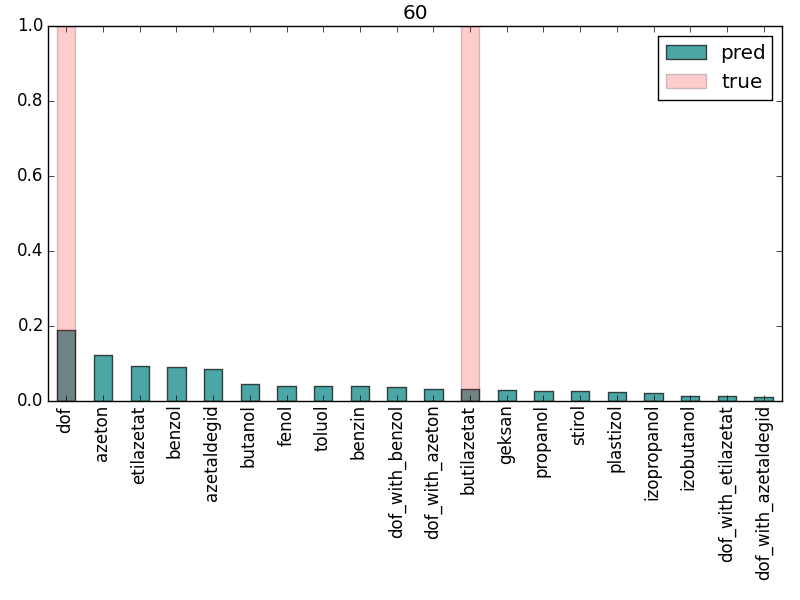 60
1.0
0.8
0.6
0.4
0.2
0.0
pred
true
dof
azeton
etilazetat
benzol
azetaldegid
butanol
fenol
toluol
benzin
dof_with_benzol
dof_with_azeton
butilazetat
geksan
propanol
stirol
plastizol
izopropanol
izobutanol
dof_with_etilazetat
dof_with_azetaldegid